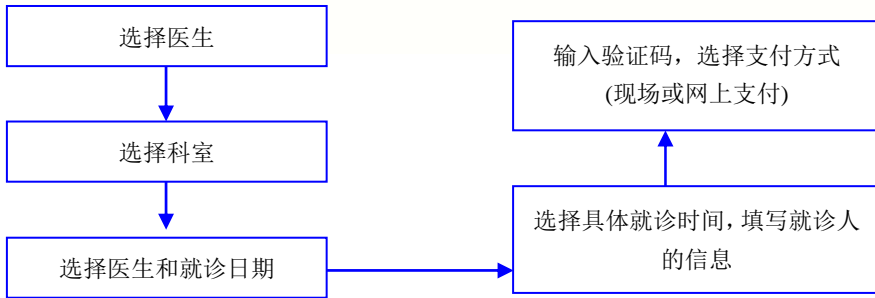 选择医生
选择科室
选择医生和就诊日期
选择具体就诊时间，填写就诊人
的信息
输入验证码，选择支付方式
(现场或网上支付)